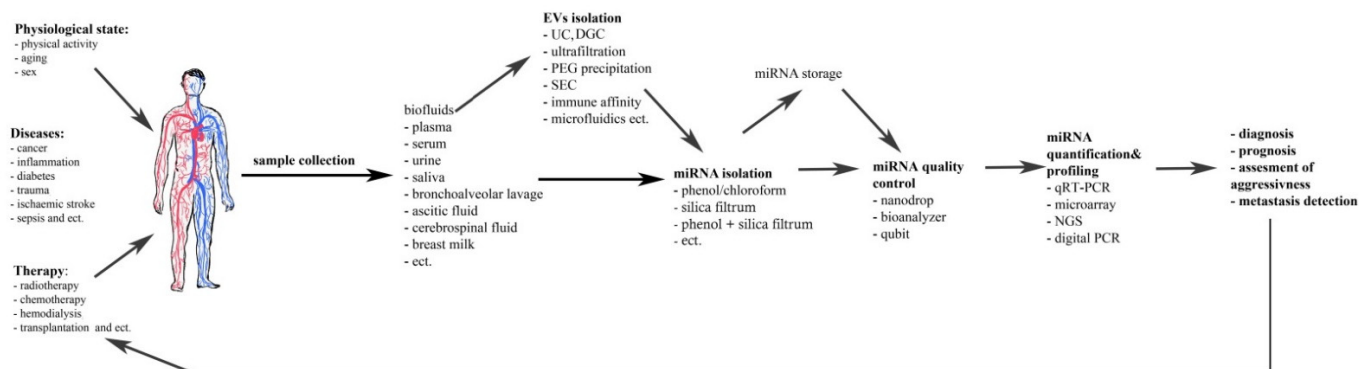 Physiological state:
- physical activity
- aging
- sex
Diseases:
- cancer
- inflammation
- diabetes
- trauma
- ischaemic stroke
- sepsis and ect.
Therapy:
- radiotherapy
- chemotherapy
- hemodialysis
- transplantation and ect.
sample collection
biofluids
- plasma
- serum
- urine
- saliva
- bronchoalveolar lavage
- ascitic fluid
- cerebrospinal fluid
- breast milk
- ect.
EVs isolation
- UC, DGC
- ultrafiltration
- PEG precipitation
- SEC
- immune affinity
- microfluidics ect.
miRNA isolation
- phenol/chloroform
- silica filtrum
- phenol + silica filtrum
- ect.
miRNA storage
miRNA quality
control
- nanodrop
- bioanalyzer
- qubit
miRNA
quantification&
profiling
- qRT-PCR
- microarray
- NGS
- digital PCR
- diagnosis
- prognosis
- assesment of
aggressivness
- metastasis detection